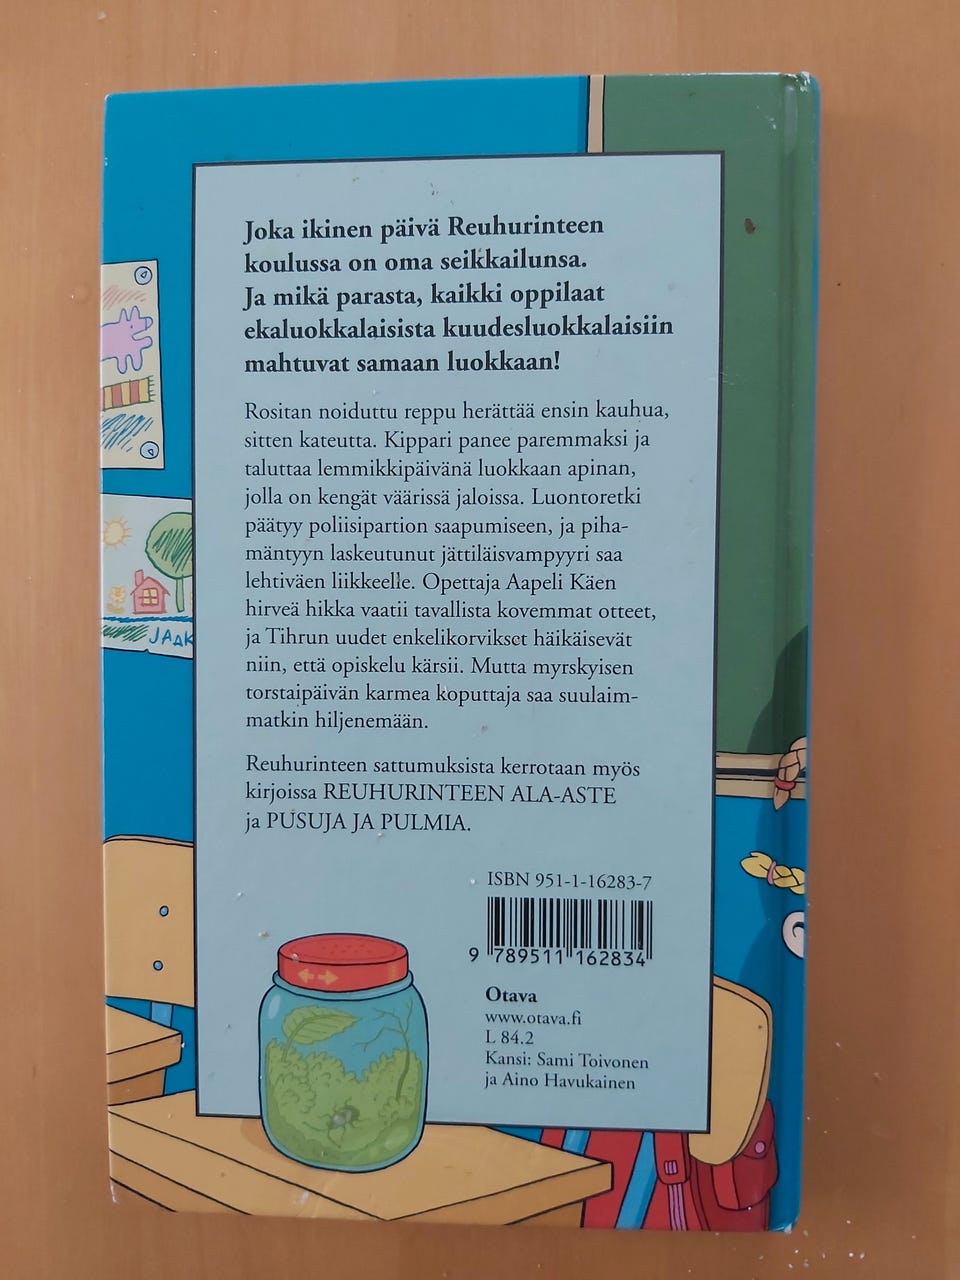 Joka ikinen päivä Reuhurinteen
koulussa on oma seikkailunsa.
Ja mikä parasta, kaikki oppilaat
ekaluokkalaisista kuudesluokkalaisiin
mahtuvat samaan luokkaan!
Rositan noiduttu reppu herättää ensin kauhua,
sitten kateutta. Kippari panee paremmaksi ja
taluttaa lemmikkipäivänä luokkaan apinan,
jolla on kengät väärissä jaloissa. Luontoretki
päätyy poliisipartion saapumiseen, ja piha-
mäntyyn laskeutunut jättiläisvampyyri saa
lehtiväen liikkeelle. Opettaja Aapeli Käen
hirveä hikka vaatii tavallista kovemmat otteet,
ja Tihrun uudet enkelikorvikset häikäisevät
niin, että opiskelu kärsii. Mutta myrskyisen
torstaipäivän karmea koputtaja saa suulaim-
matkin hiljenemään.
Reuhurinteen sattumuksista kerrotaan myös
kirjoissa REUHURINTEEN ALA-ASTE
ja PUSUJA JA PULMIA.
ISBN 951-1-16283-7
9 789511 162834
Otava
www.otava.fi
L 84.2
Kansi: Sami Toivonen
ja Aino Havukainen
JAAK